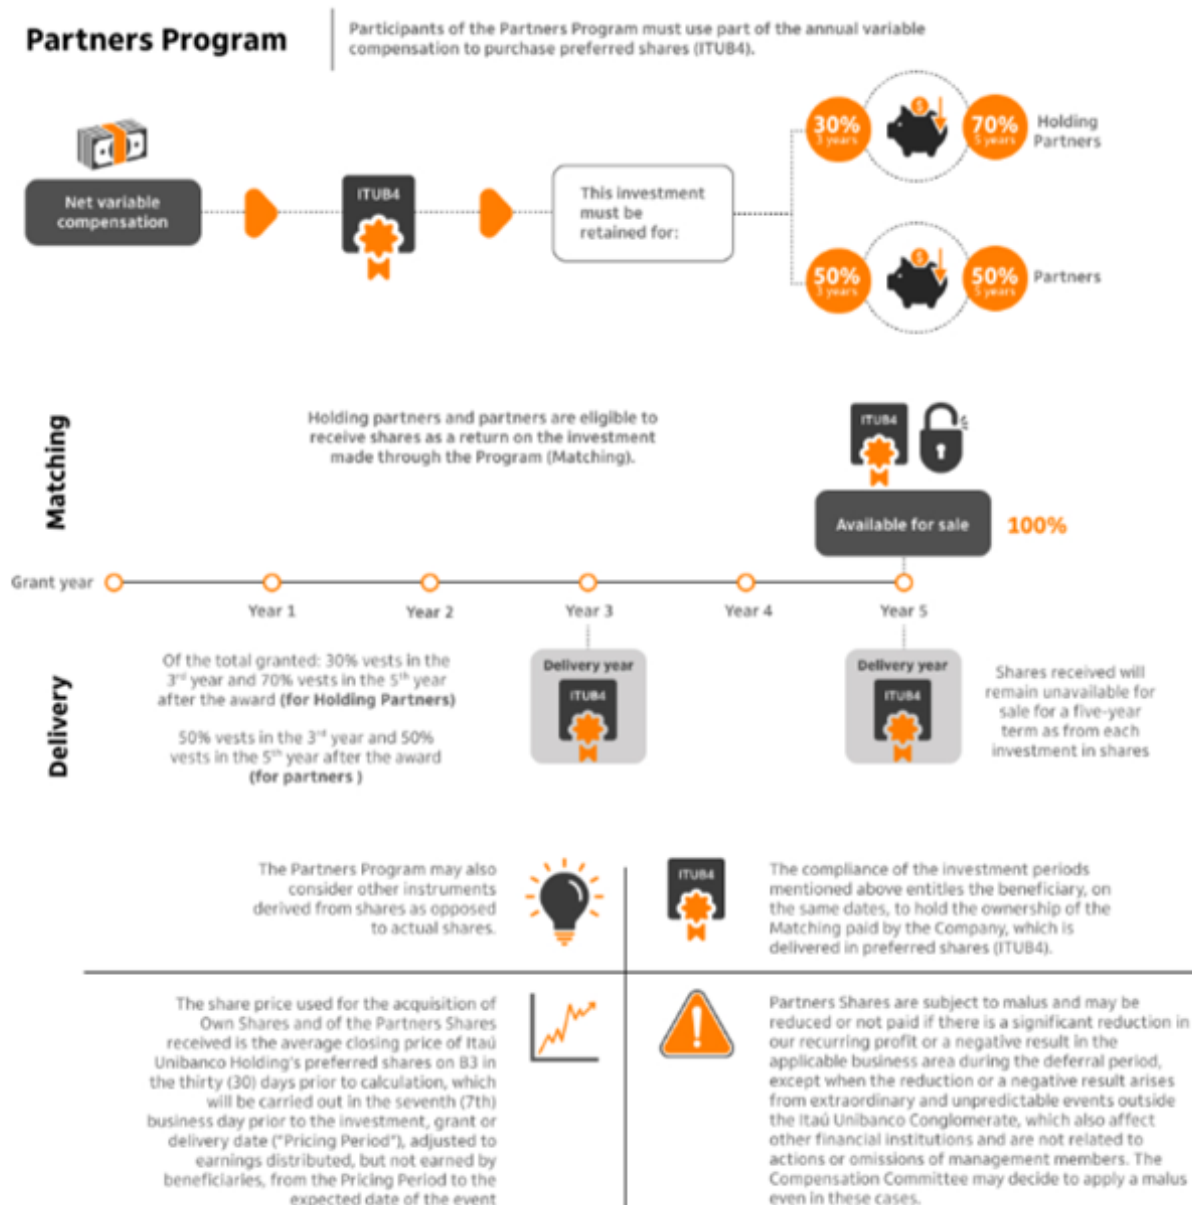 Partners Program
Participants of the Partners Program must use part of the annual variable
compensation to purchase preferred shares (ITUB4).
Net variable
compensation
ITUB4
This investment
must be
retained for:
30%
3 years
$
70%
5 years
Holding
Partners
50%
3 years
$
50%
5 years
Partners
Matching
Holding partners and partners are eligible to
receive shares as a return on the investment
made through the Program (Matching).
ITUB4
Available for sale
100%
Grant year
Year 1
Year 2
Year 3
Year 4
Year 5
Delivery
Of the total granted: 30% vests in the
3rd year and 70% vests in the 5th year
after the award (for Holding Partners)
50% vests in the 3rd year and 50%
vests in the 5th year after the award
(for partners )
Delivery year
ITUB4
Delivery year
ITUB4
Shares received will
remain unavailable for
sale for a five-year
term as from each
investment in shares
The Partners Program may also
consider other instruments
derived from shares as opposed
to actual shares.
ITUB4
The compliance of the investment periods
mentioned above entitles the beneficiary, on
the same dates, to hold the ownership of the
Matching paid by the Company, which is
delivered in preferred shares (ITUB4).
The share price used for the acquisition of
Own Shares and of the Partners Shares
received is the average closing price of Itaú
Unibanco Holding's preferred shares on B3 in
the thirty (30) days prior to calculation, which
will be carried out in the seventh (7th)
business day prior to the investment, grant or
delivery date ("Pricing Period"), adjusted to
earnings distributed, but not earned by
beneficiaries, from the Pricing Period to the
expected date of the event
Partners Shares are subject to malus and may be
reduced or not paid if there is a significant reduction in
our recurring profit or a negative result in the
applicable business area during the deferral period,
except when the reduction or a negative result arises
from extraordinary and unpredictable events outside
the Itaú Unibanco Conglomerate, which also affect
other financial institutions and are not related to
actions or omissions of management members. The
Compensation Committee may decide to apply a malus
even in these cases.